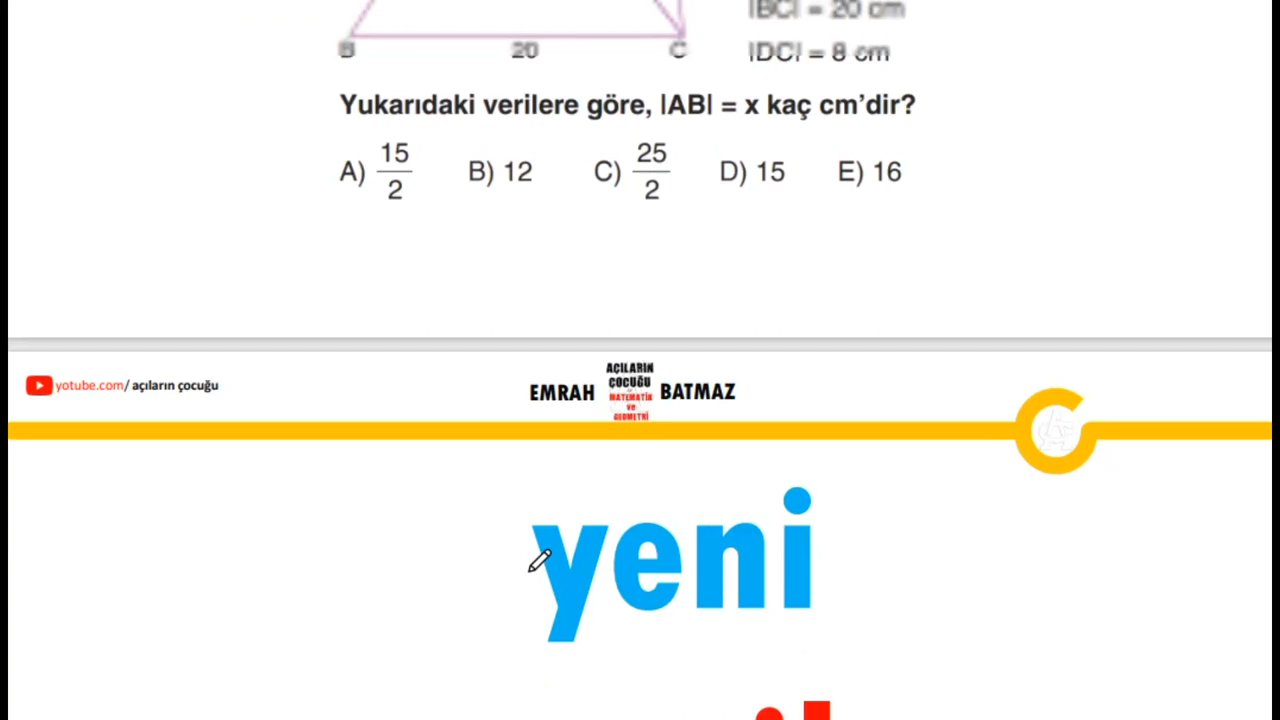 |BC| = 20 cm
B 20 C
|DC| = 8 cm
Yukarıdaki verilere göre, |AB| = x kaç cm’dir?
A) 15/2 B) 12 C) 25/2 D) 15 E) 16
yotube.com/ açıların çocuğu
EMRAH
AÇILARIN
ÇOCUĞU
MATEMATİK
ve
GEOMETRİ
BATMAZ
yeni